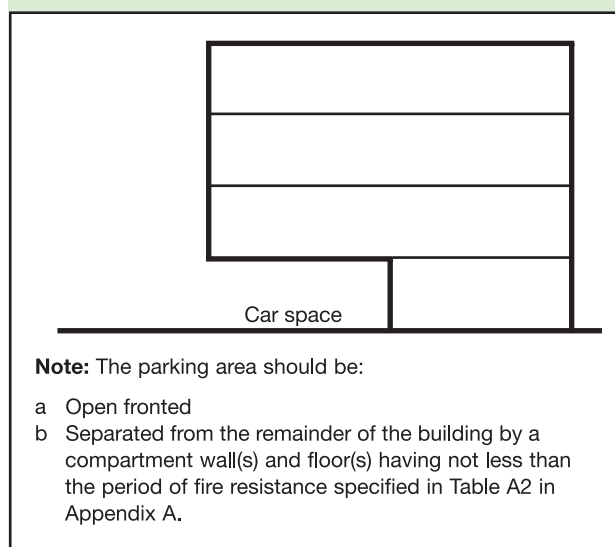 Car space
Note: The parking area should be:
a Open fronted
b Separated from the remainder of the building by a
compartment wall(s) and floor(s) having not less than
the period of fire resistance specified in Table A2 in
Appendix A.